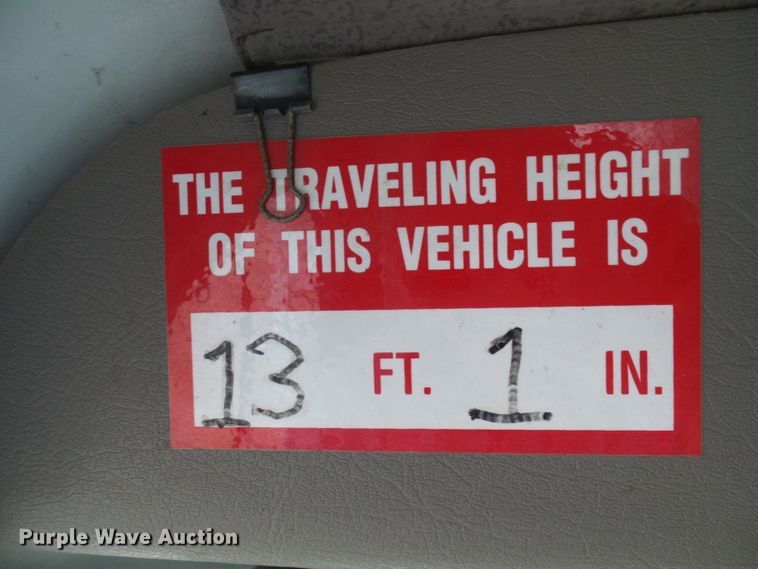 THE TRAVELING HEIGHT
OF THIS VEHICLE IS
13 FT. 1 IN.
Purple Wave Auction